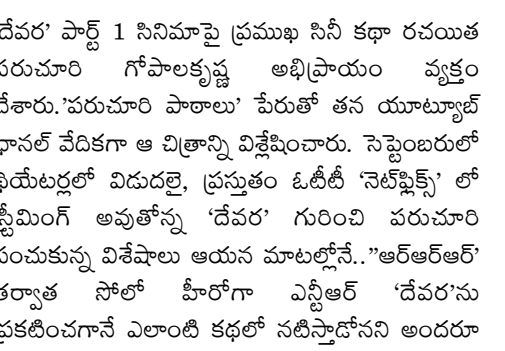 దేవర' పార్ట్ 1 సినిమాపై ప్రముఖ సినీ కథా రచయిత
పరుచూరి గోపాలకృష్ణ అభిప్రాయం వ్యక్తం
చేశారు.'పరుచూరి పాఠాలు' పేరుతో తన యూట్యూబ్
ఛానల్ వేదికగా ఆ చిత్రాన్ని విశ్లేషించారు. సెప్టెంబరులో
థియేటర్లలో విడుదలై, ప్రస్తుతం ఓటీటీ 'నెట్‌ఫ్లిక్స్' లో
స్ట్రీమింగ్ అవుతోన్న 'దేవర' గురించి పరుచూరి
పంచుకున్న విశేషాలు ఆయన మాటల్లోనే..''ఆర్ఆర్ఆర్'
తర్వాత సోలో హీరోగా ఎన్టీఆర్ 'దేవర'ను
ప్రకటించగానే ఎలాంటి కథలో నటిస్తాడోనని అందరూ